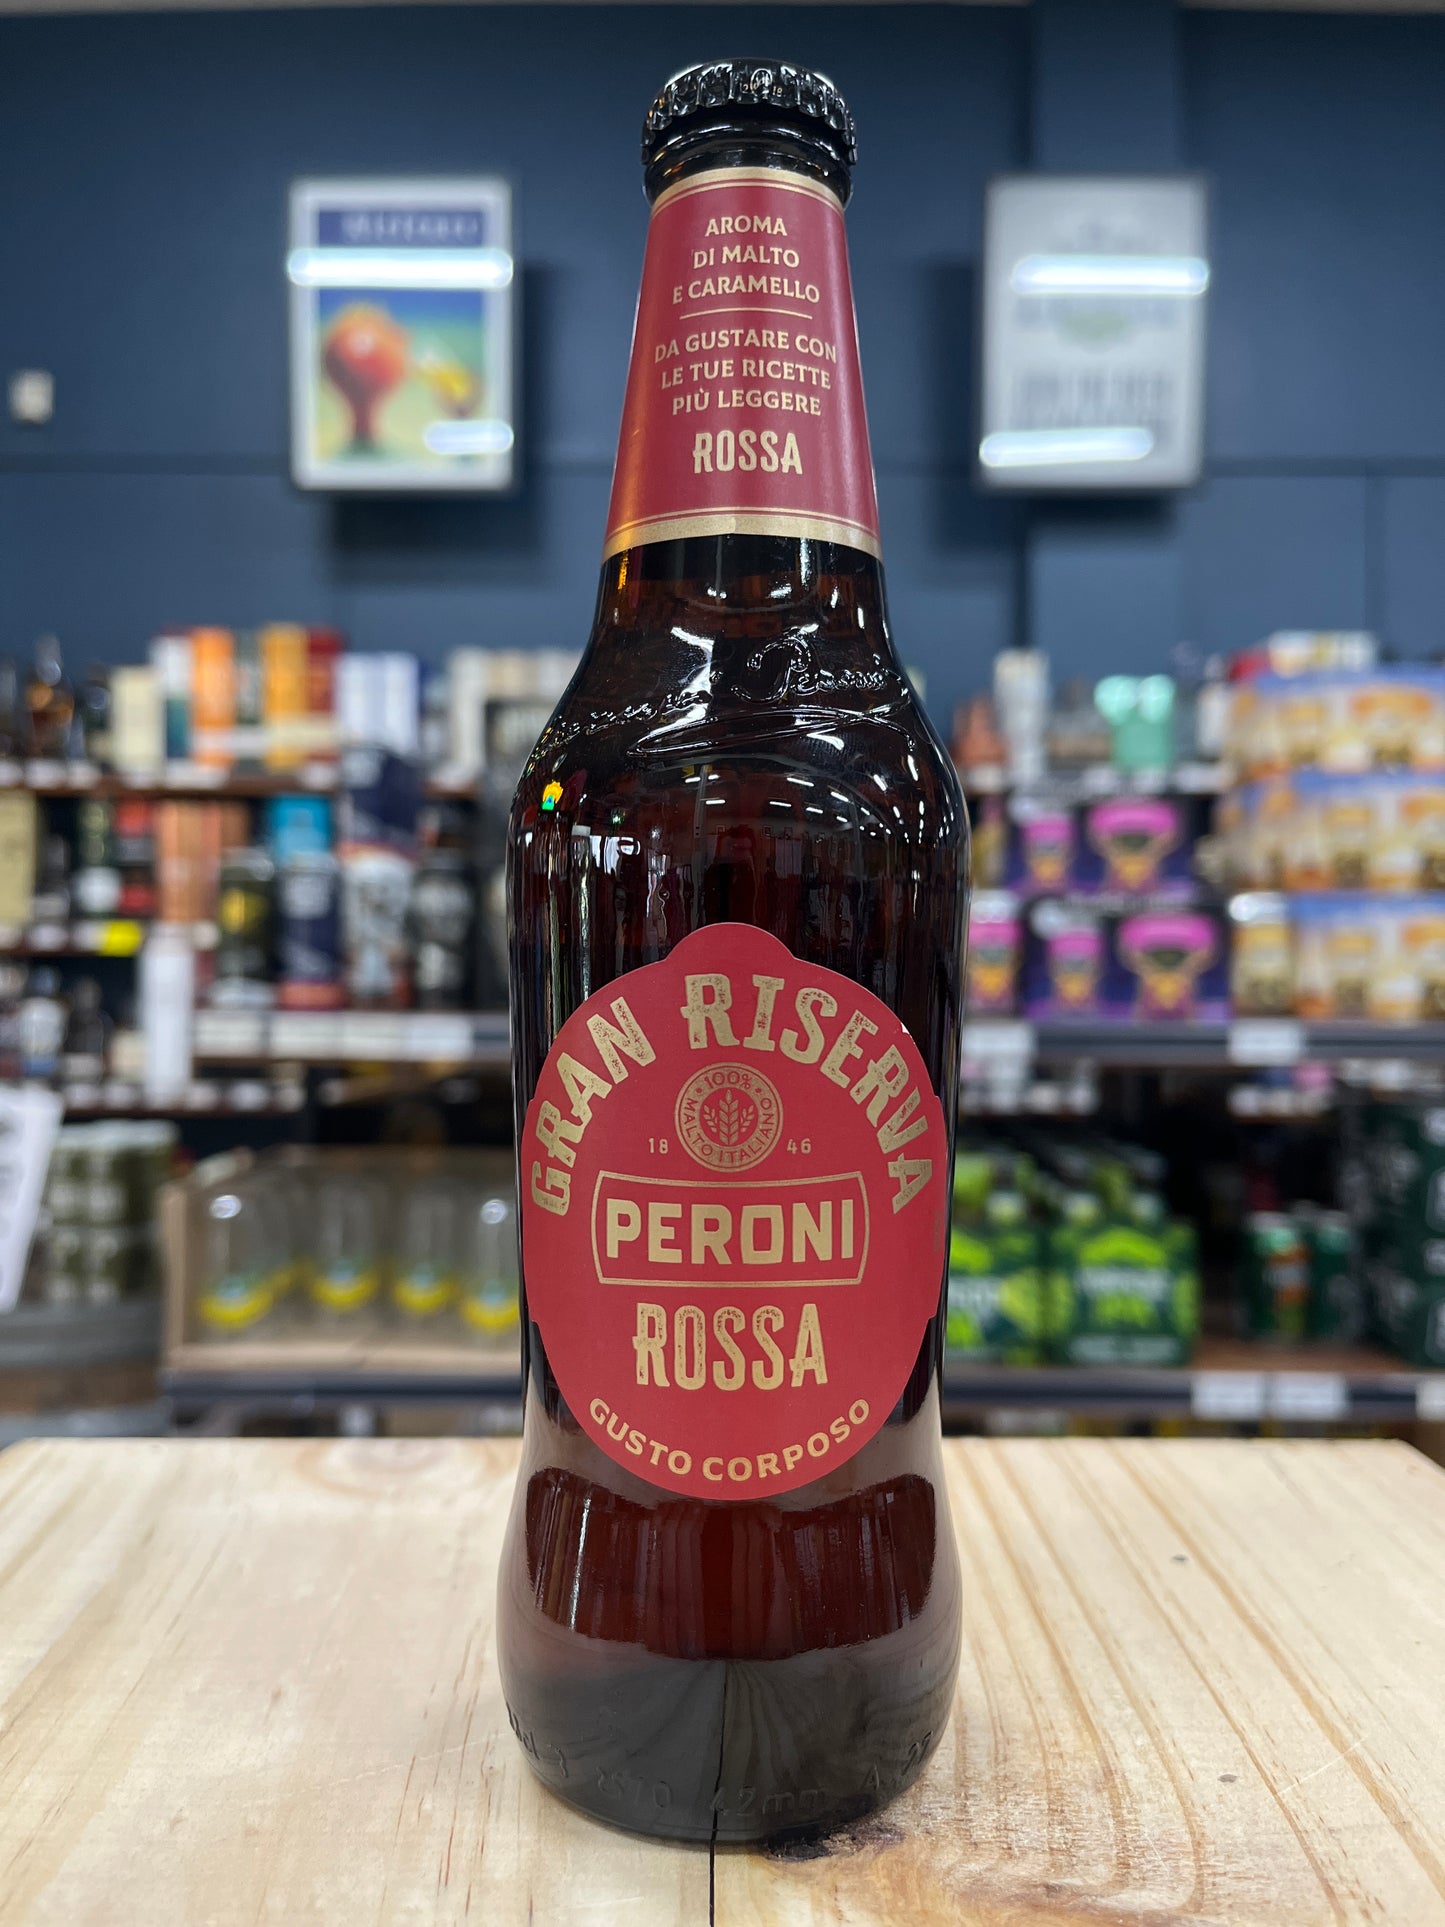 AROMA
DI MALTO
E CARAMELLO
DA GUSTARE CON
LE TUE RICETTE
PIÙ LEGGERE
ROSSA
GRAN RISERVA
100%
MALTO ITALIANO
18 46
PERONI
ROSSA
GUSTO CORPOSO